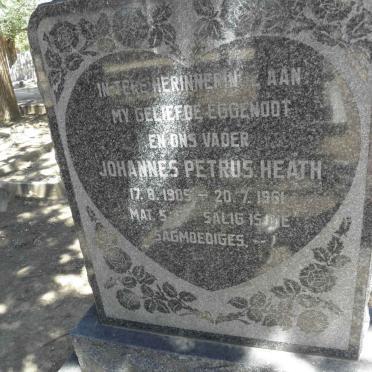 IN TERE HERINNERING AAN
MY GELIEFDE EGGENOOT
EN ONS VADER
JOHANNES PETRUS HEATH
17.8.1905 — 20.7.1961
MAT. 5 SALIG IS DIE
SAGMOEDIGES.